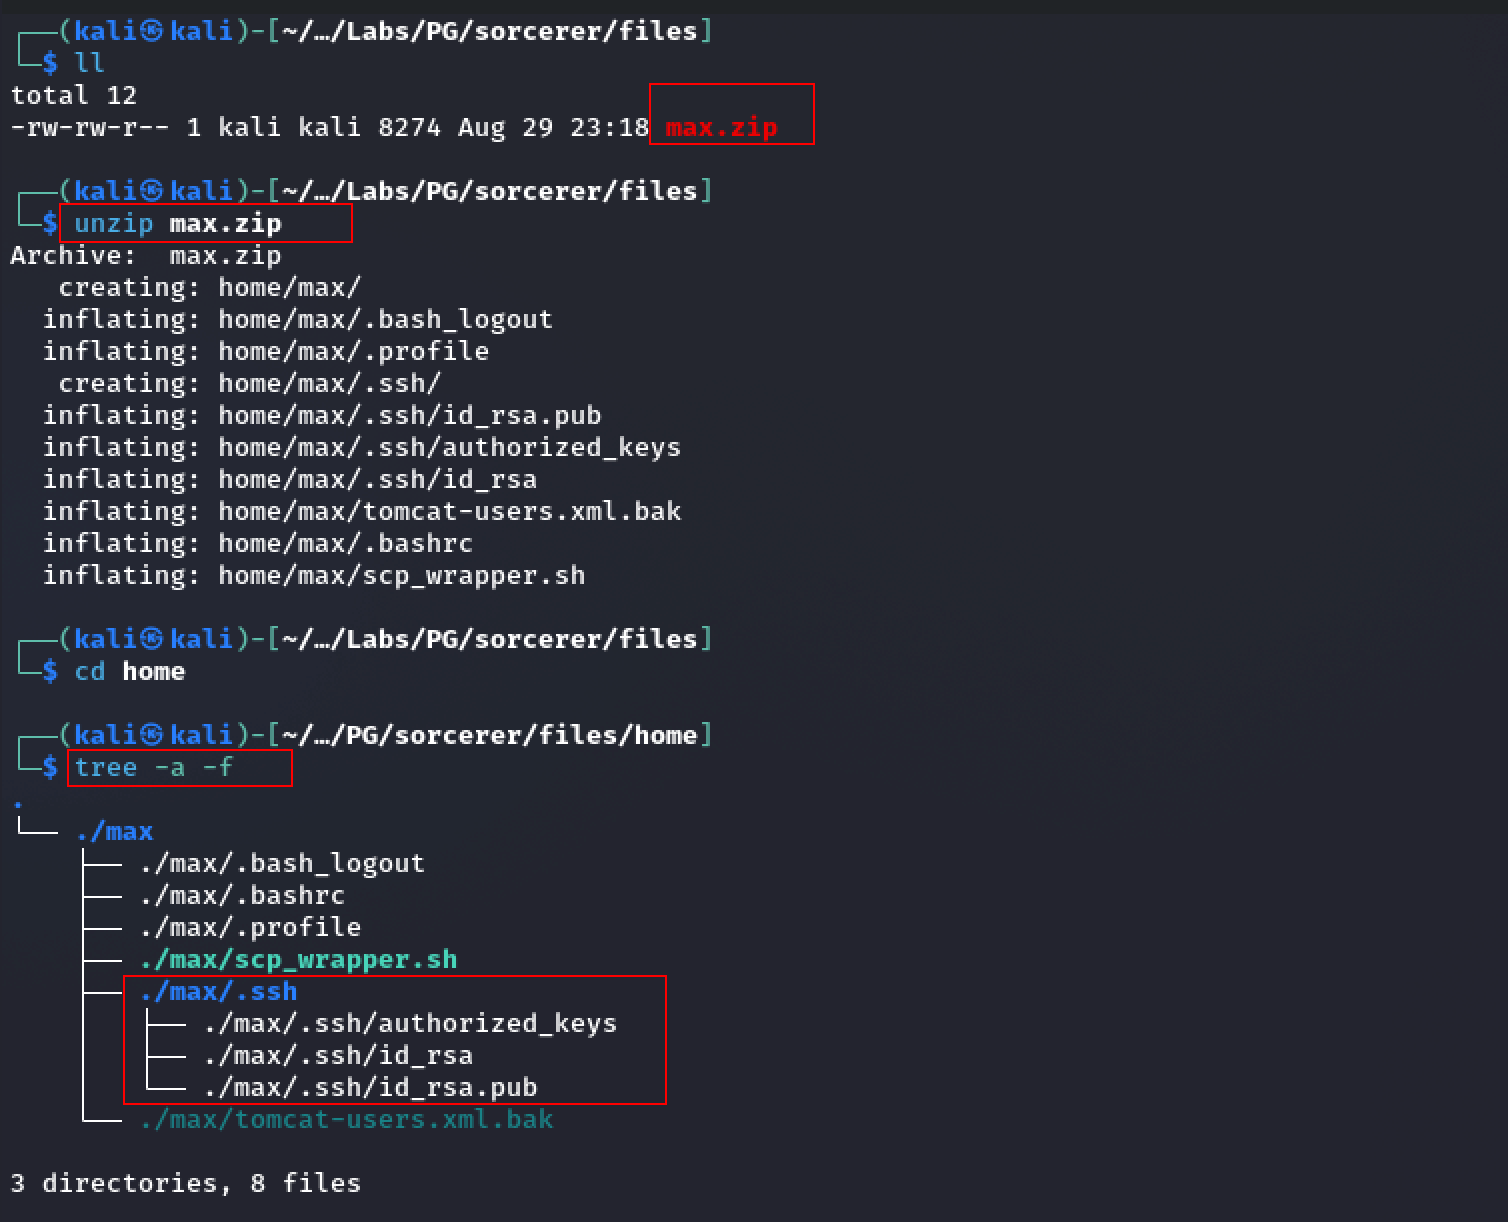 ┌──(kali㉿kali)-[~/…/Labs/PG/sorcerer/files]
└─$ ll
total 12
-rw-rw-r-- 1 kali kali 8274 Aug 29 23:18 max.zip
┌──(kali㉿kali)-[~/…/Labs/PG/sorcerer/files]
└─$ unzip max.zip
Archive:  max.zip
   creating: home/max/
  inflating: home/max/.bash_logout
  inflating: home/max/.profile
   creating: home/max/.ssh/
  inflating: home/max/.ssh/id_rsa.pub
  inflating: home/max/.ssh/authorized_keys
  inflating: home/max/.ssh/id_rsa
  inflating: home/max/tomcat-users.xml.bak
  inflating: home/max/.bashrc
  inflating: home/max/scp_wrapper.sh
┌──(kali㉿kali)-[~/…/Labs/PG/sorcerer/files]
└─$ cd home
┌──(kali㉿kali)-[~/…/PG/sorcerer/files/home]
└─$ tree -a -f
.
└── ./max
    ├── ./max/.bash_logout
    ├── ./max/.bashrc
    ├── ./max/.profile
    ├── ./max/scp_wrapper.sh
    ├── ./max/.ssh
    │   ├── ./max/.ssh/authorized_keys
    │   ├── ./max/.ssh/id_rsa
    │   └── ./max/.ssh/id_rsa.pub
    └── ./max/tomcat-users.xml.bak
3 directories, 8 files